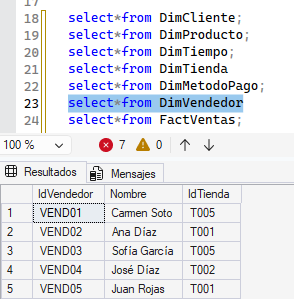 18 select*from DimCliente;
19 select*from DimProducto;
20 select*from DimTiempo;
21 select*from DimTienda
22 select*from DimMetodoPago;
23 select*from DimVendedor
24 select*from FactVentas;
100 % 7 0
Resultados Mensajes
IdVendedor Nombre IdTienda
1 VEND01 Carmen Soto T005
2 VEND02 Ana Díaz T001
3 VEND03 Sofía García T005
4 VEND04 José Díaz T002
5 VEND05 Juan Rojas T001